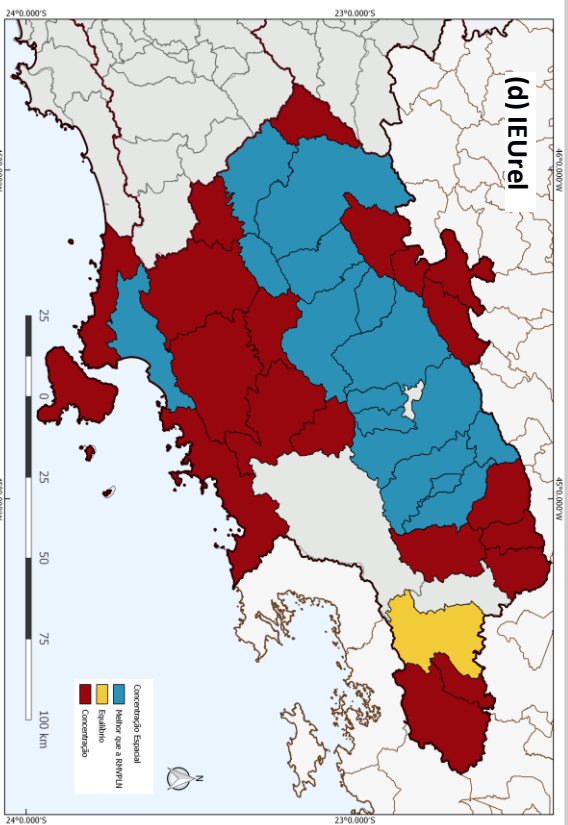 24°0.000'S 23°0.000'S
(d) IEUrel
46°0.000'W
45°0.000'W
25 0 25 50 75 100 km
N
Concentração Espacial
Melhor que a RMVPLN
Equilíbrio
Concentração
24°0.000'S 23°0.000'S